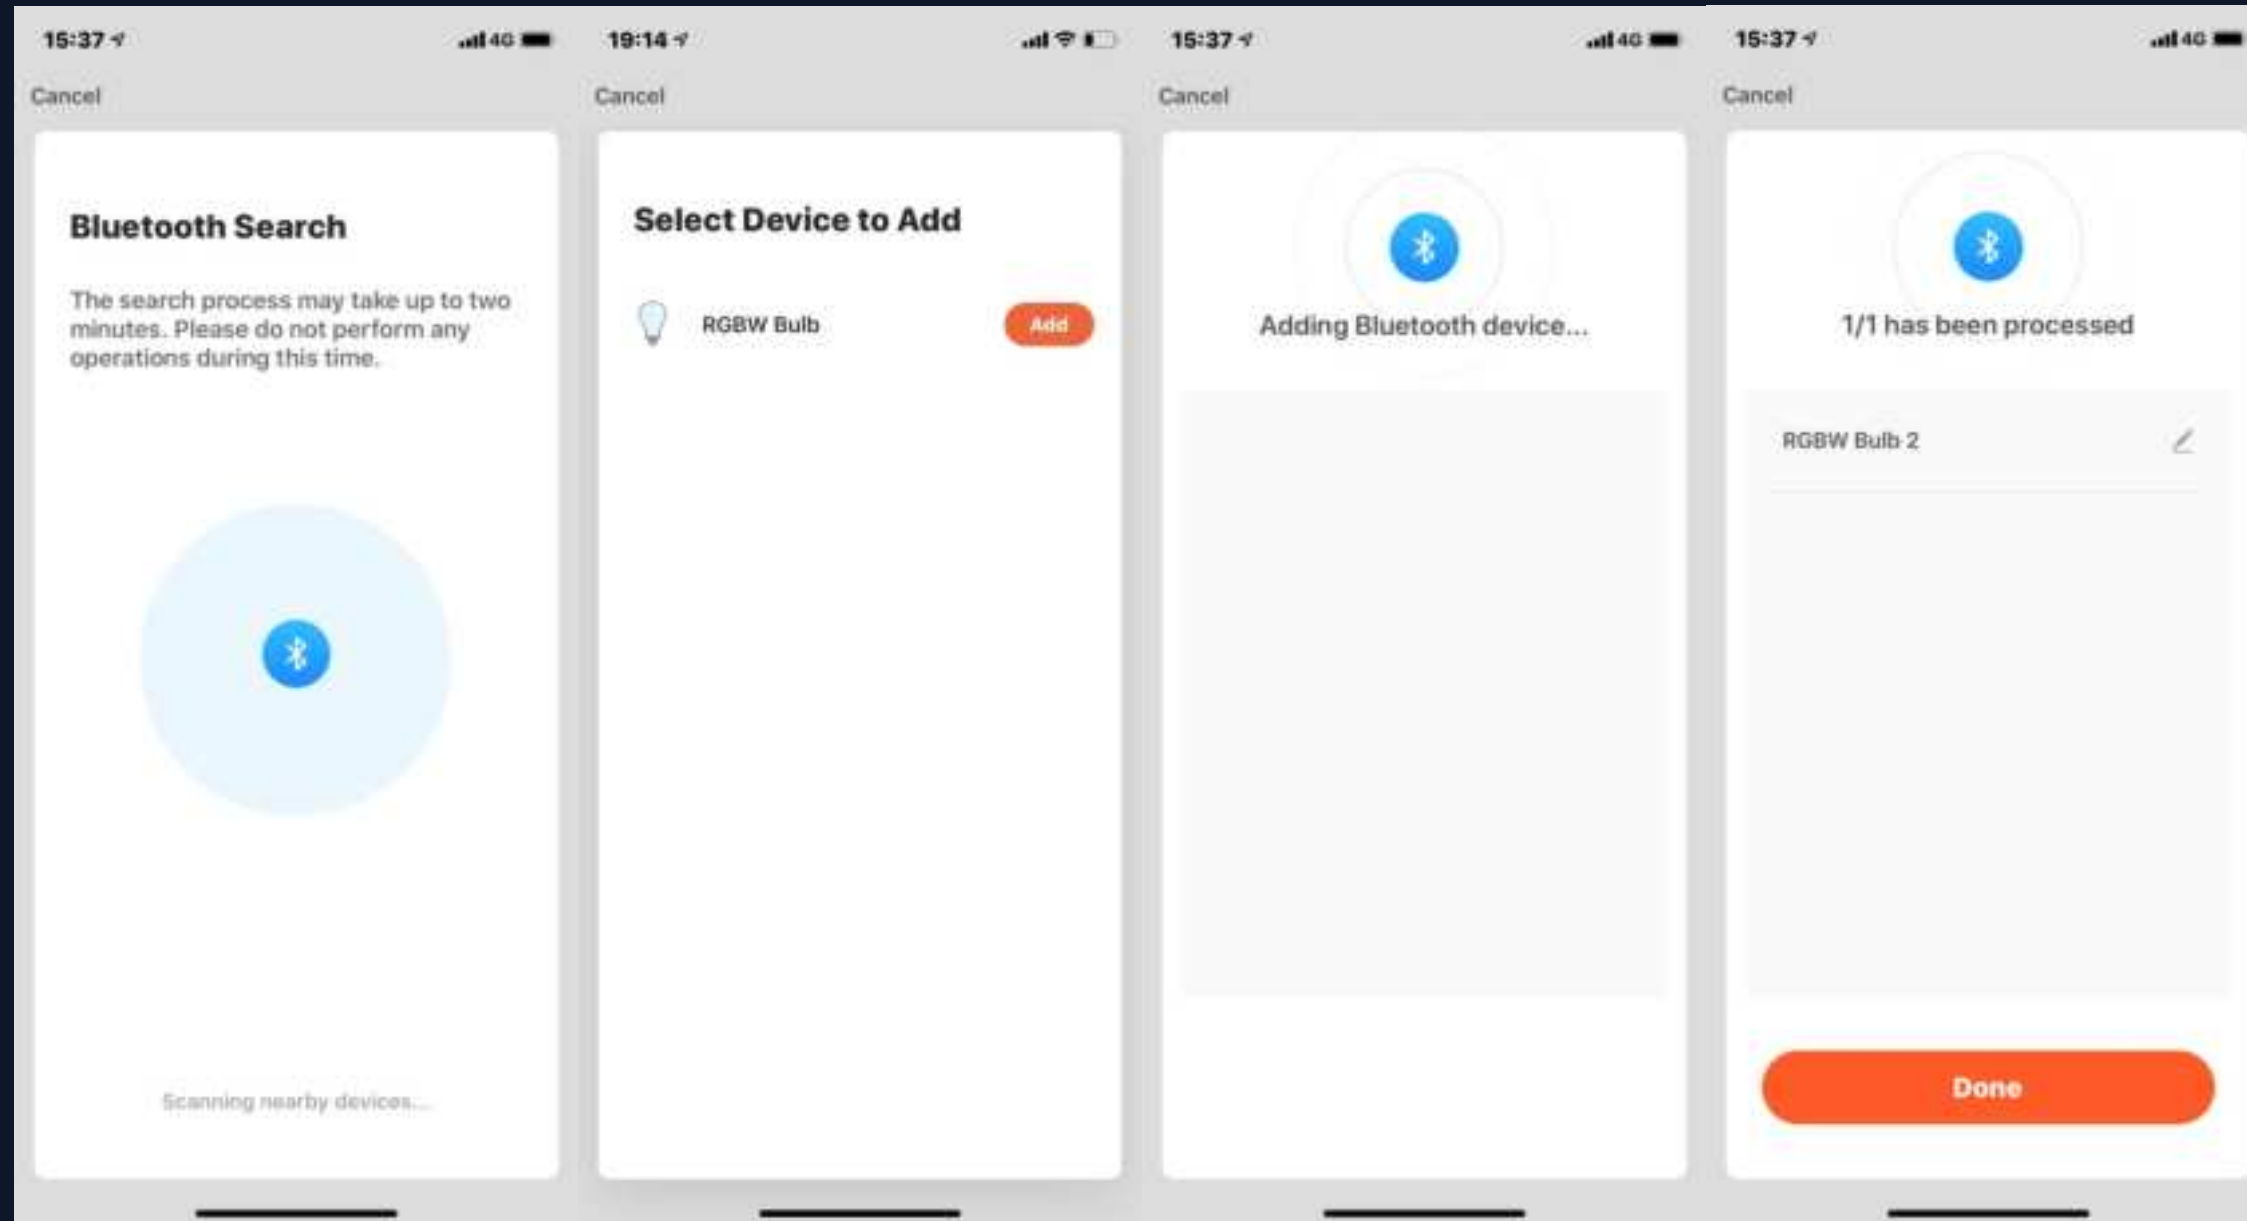 15:37
4G
Cancel
Bluetooth Search
The search process may take up to two
minutes. Please do not perform any
operations during this time.
Scanning nearby devices...
19:14
Cancel
Select Device to Add
RGBW Bulb
Add
15:37
4G
Cancel
Adding Bluetooth device...
15:37
4G
Cancel
1/1 has been processed
RGBW Bulb 2
Done